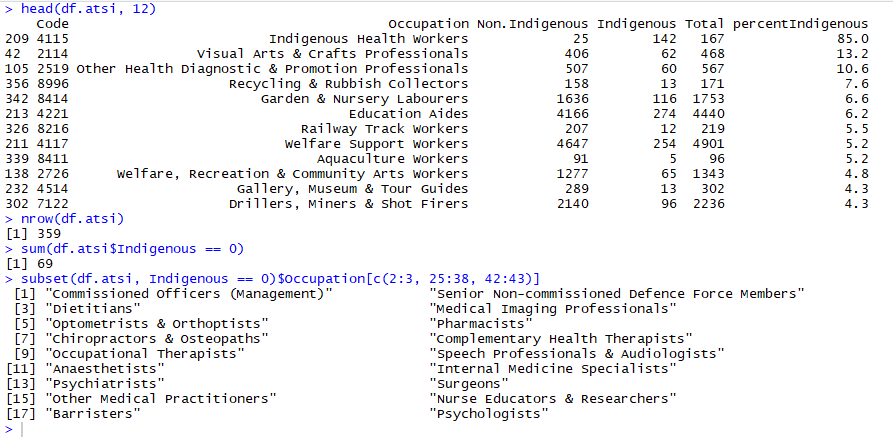 > head(df.atsi, 12)
    Code                                Occupation Non.Indigenous Indigenous Total percentIndigenous
209 4115                 Indigenous Health Workers             25        142   167              85.0
42  2114       Visual Arts & Crafts Professionals            406         62   468              13.2
105 2519 Other Health Diagnostic & Promotion Professionals            507         60   567              10.6
356 8996            Recycling & Rubbish Collectors            158         13   171               7.6
342 8414                Garden & Nursery Labourers           1636        116  1753               6.6
213 4221                           Education Aides           4166        274  4440               6.2
326 8216                     Railway Track Workers            207         12   219               5.5
211 4117                   Welfare Support Workers           4647        254  4901               5.2
339 8411                       Aquaculture Workers             91          5    96               5.2
138 2726 Welfare, Recreation & Community Arts Workers           1277         65  1343               4.8
232 4514             Gallery, Museum & Tour Guides            289         13   302               4.3
302 7122            Drillers, Miners & Shot Firers           2140         96  2236               4.3
> nrow(df.atsi)
[1] 359
> sum(df.atsi$Indigenous == 0)
[1] 69
> subset(df.atsi, Indigenous == 0)$Occupation[c(2:3, 25:38, 42:43)]
 [1] "Commissioned Officers (Management)" "Senior Non-commissioned Defence Force Members"
 [3] "Dietitians" "Medical Imaging Professionals"
 [5] "Optometrists & Orthoptists" "Pharmacists"
 [7] "Chiropractors & Osteopaths" "Complementary Health Therapists"
 [9] "Occupational Therapists" "Speech Professionals & Audiologists"
[11] "Anaesthetists" "Internal Medicine Specialists"
[13] "Psychiatrists" "Surgeons"
[15] "Other Medical Practitioners" "Nurse Educators & Researchers"
[17] "Barristers" "Psychologists"
>